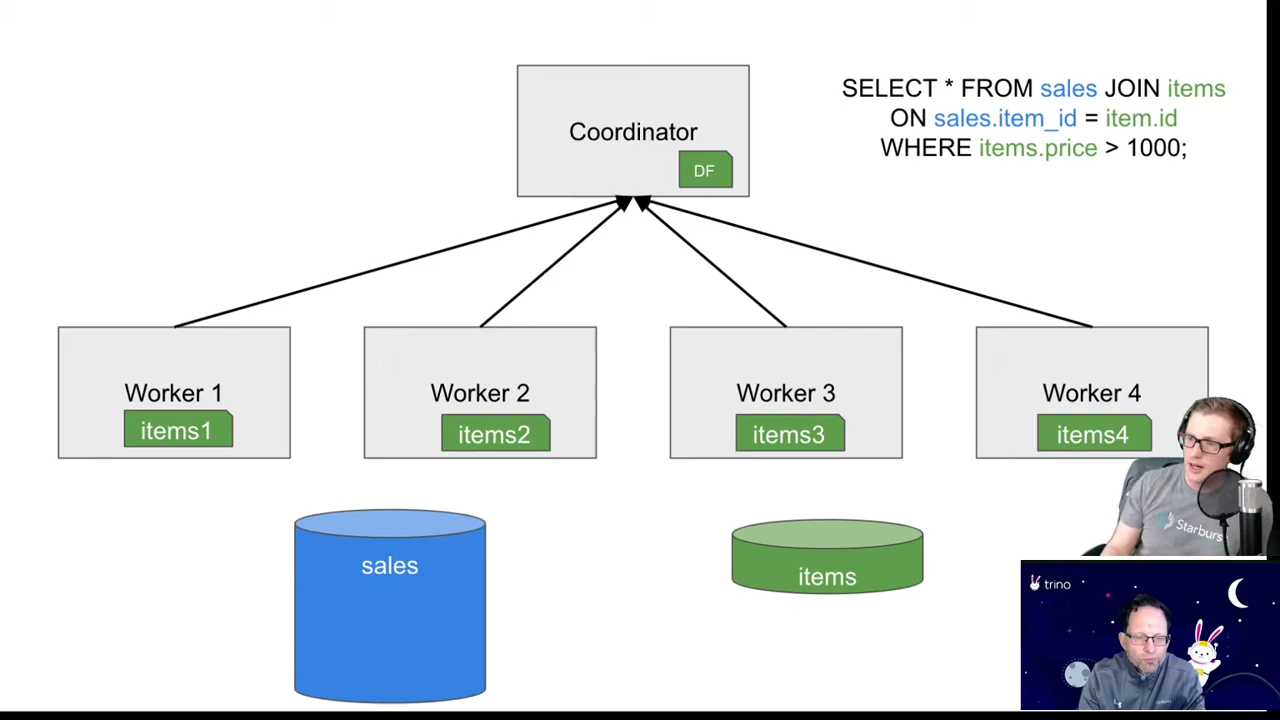 SELECT * FROM sales JOIN items
ON sales.item_id = item.id
WHERE items.price > 1000;
Coordinator
DF
Worker 1
items1
Worker 2
items2
Worker 3
items3
Worker 4
items4
sales
items
Starburs
trino